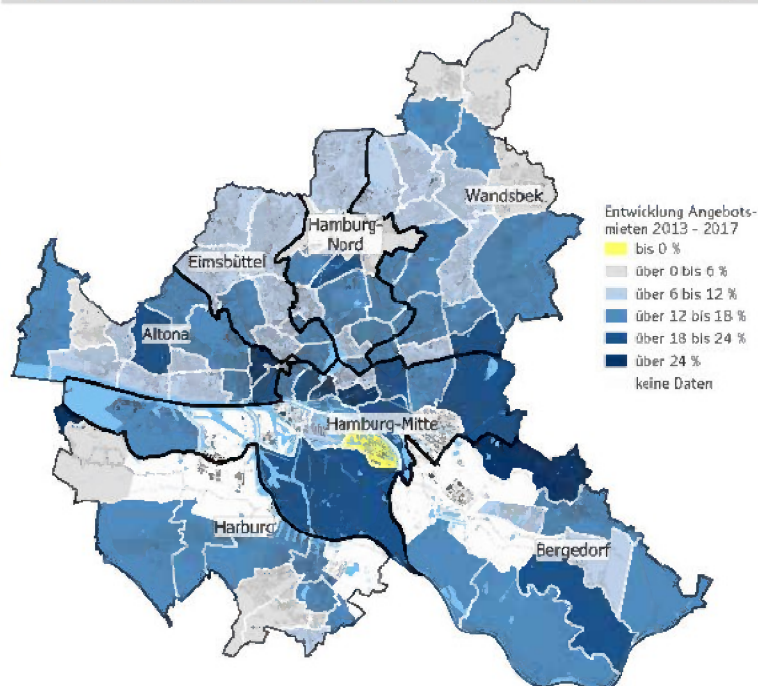 Wandsbek
Hamburg-
Nord
Eimsbüttel
Altona
Hamburg-Mitte
Harburg
Bergedorf
Entwicklung Angebots-
mieten 2013 - 2017
bis 0 %
über 0 bis 6 %
über 6 bis 12 %
über 12 bis 18 %
über 18 bis 24 %
über 24 %
keine Daten